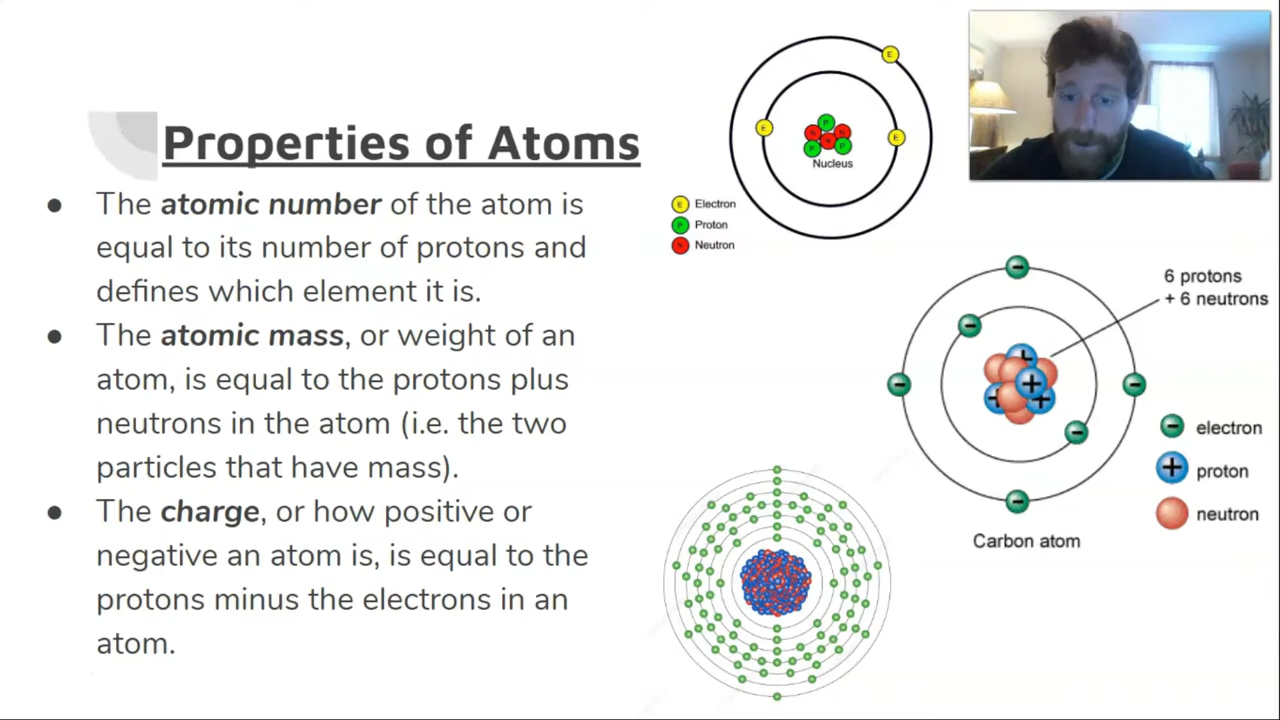 Properties of Atoms
● The atomic number of the atom is
equal to its number of protons and
defines which element it is.
● The atomic mass, or weight of an
atom, is equal to the protons plus
neutrons in the atom (i.e. the two
particles that have mass).
● The charge, or how positive or
negative an atom is, is equal to the
protons minus the electrons in an
atom.
E
E
E
P
N
N
N
P
P
Nucleus
E Electron
P Proton
N Neutron
6 protons
+ 6 neutrons
- electron
+ proton
neutron
Carbon atom